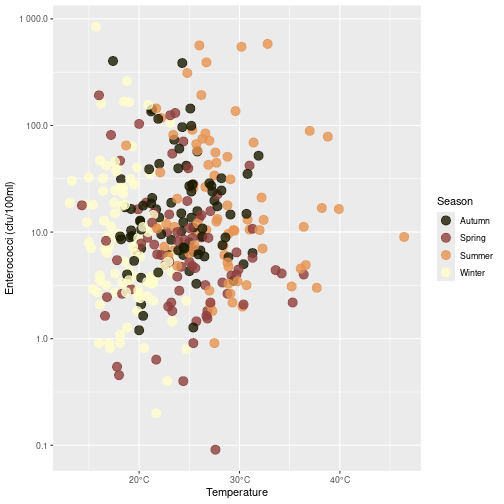 1 000.0
100.0
10.0
1.0
0.1
Enterococci (cfu/100ml)
20°C
30°C
40°C
Temperature
Season
Autumn
Spring
Summer
Winter